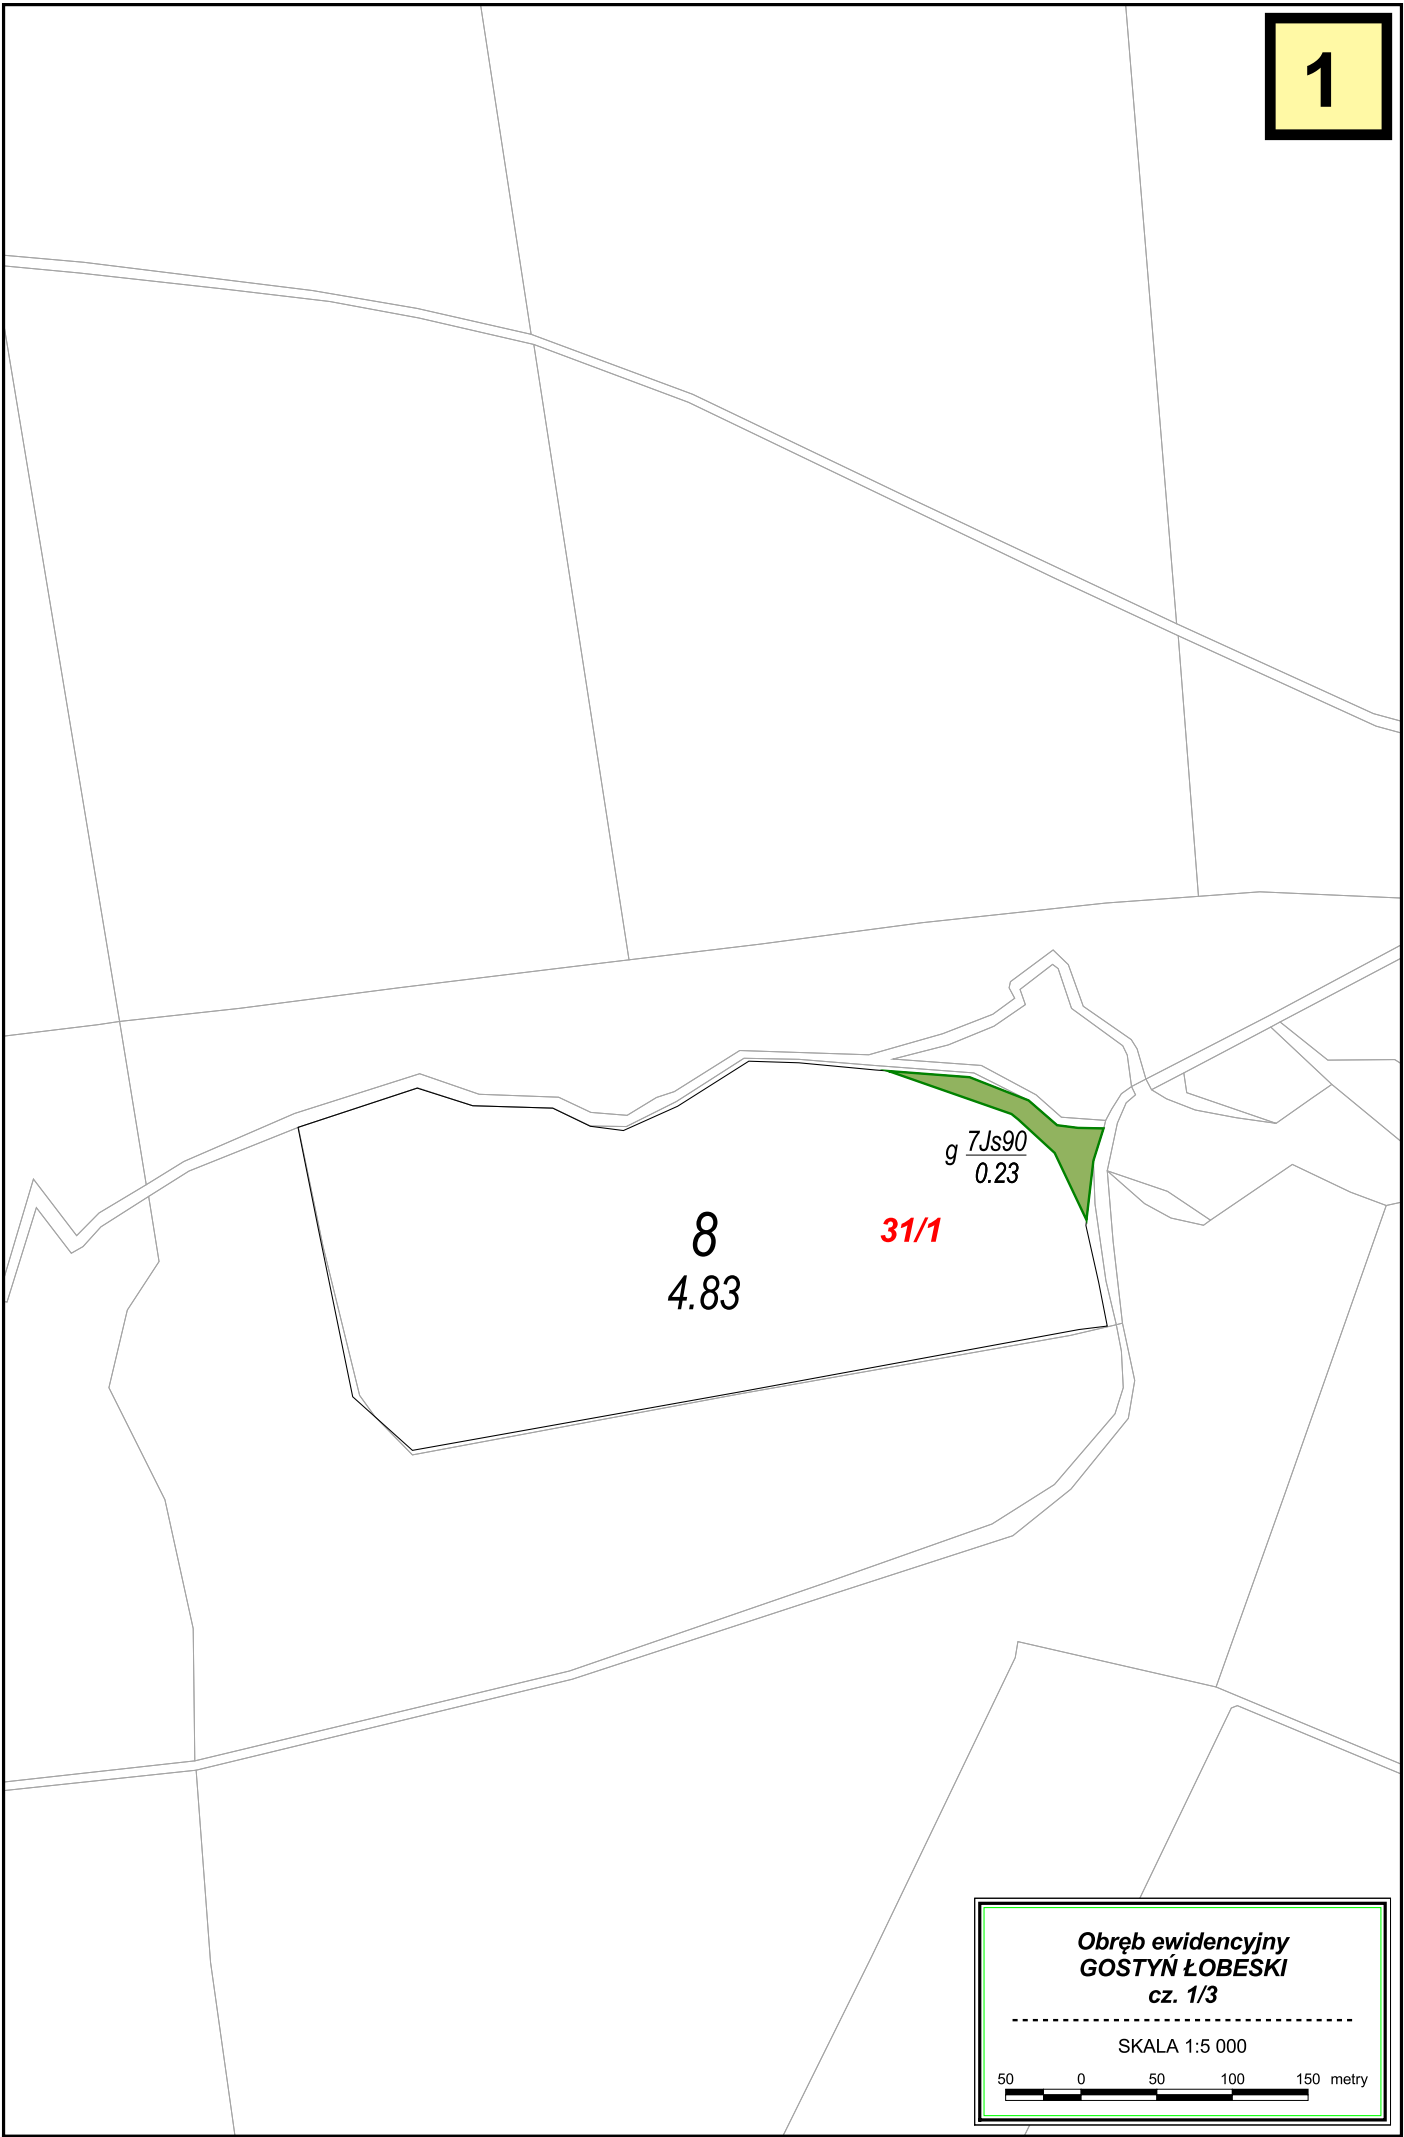 1
g 7Js90
0.23
8
4.83
31/1
Obręb ewidencyjny
GOSTYŃ ŁOBESKI
cz. 1/3
SKALA 1:5 000
50 0 50 100 150 metry